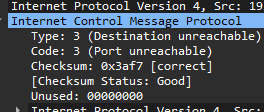 Internet Protocol Version 4, Src: 19
Internet Control Message Protocol
Type: 3 (Destination unreachable)
Code: 3 (Port unreachable)
Checksum: 0x3af7 [correct]
[Checksum Status: Good]
Unused: 00000000
Internet Protocol Version 4, Src: